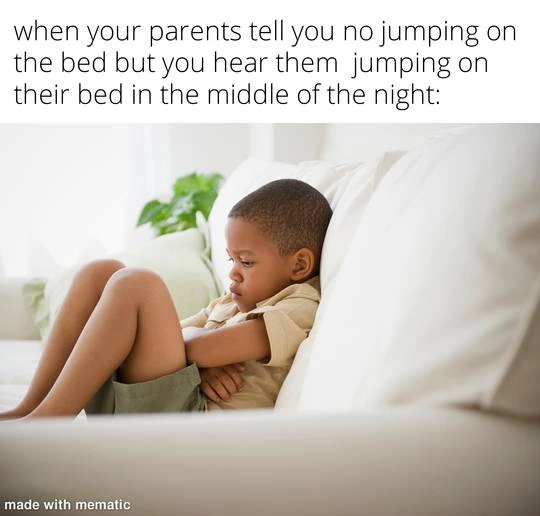 when your parents tell you no jumping on
the bed but you hear them  jumping on
their bed in the middle of the night:
made with mematic